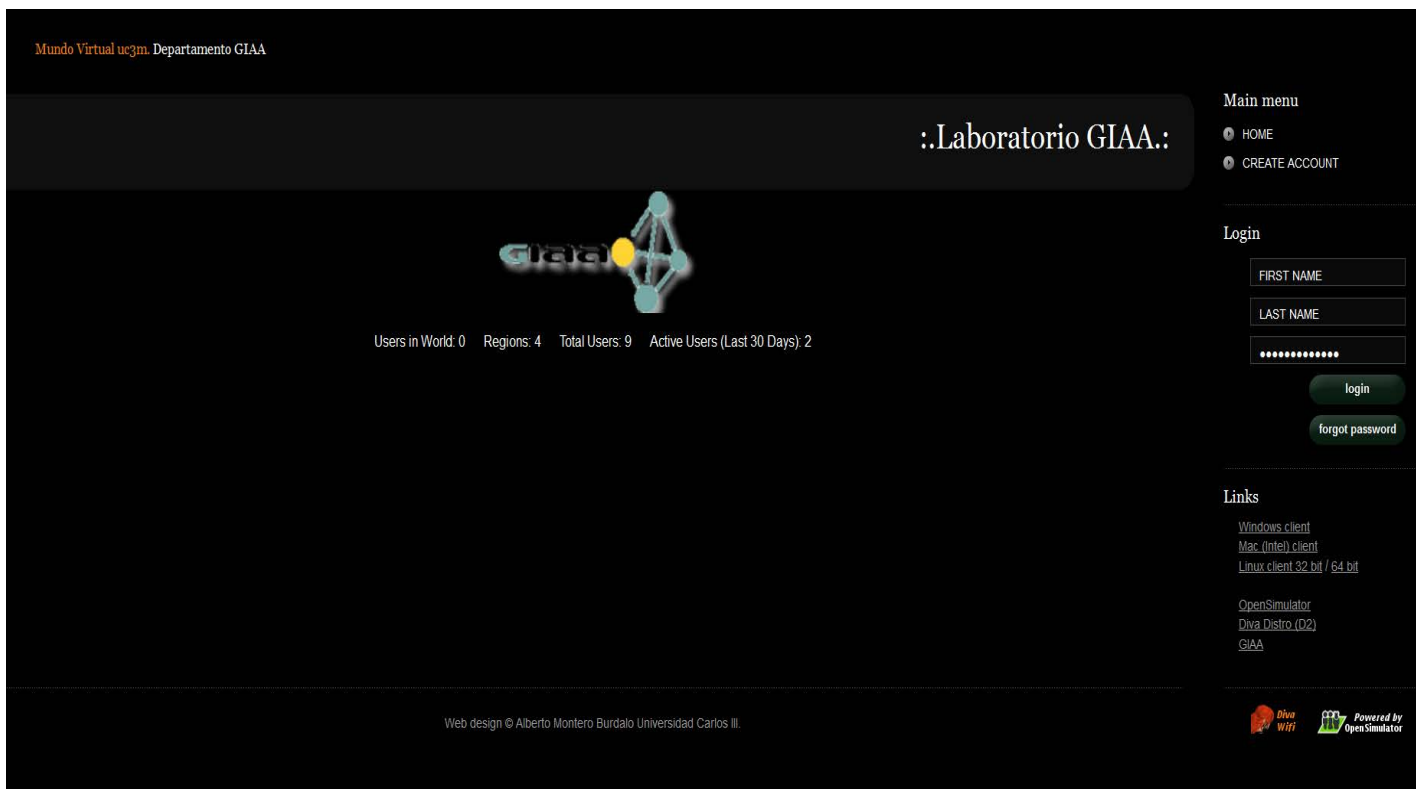 Mundo Virtual uc3m. Departamento GIAA
:.Laboratorio GIAA.:
GIAA
Users in World: 0 Regions: 4 Total Users: 9 Active Users (Last 30 Days): 2
Main menu
HOME
CREATE ACCOUNT
Login
FIRST NAME
LAST NAME
•••••••••••••
login
forgot password
Links
Windows client
Mac (Intel) client
Linux client 32 bit / 64 bit
OpenSimulator
Diva Distro (D2)
GIAA
Web design © Alberto Montero Burdalo Universidad Carlos III.
Diva
Wifi
Powered by
OpenSimulator